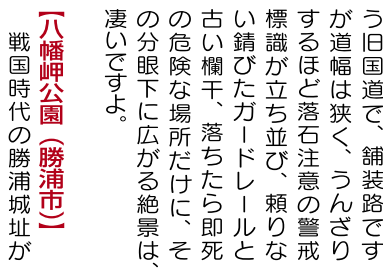 う旧国道で、舗装路です
が道幅は狭く、うんざり
するほど落石注意の警戒
標識が立ち並び、頼りな
い錆びたガードレールと
古い欄干、落ちたら即死
の危険な場所だけに、そ
の分眼下に広がる絶景は、
凄いですよ。
【八幡岬公園（勝浦市）】
戦国時代の勝浦城址が